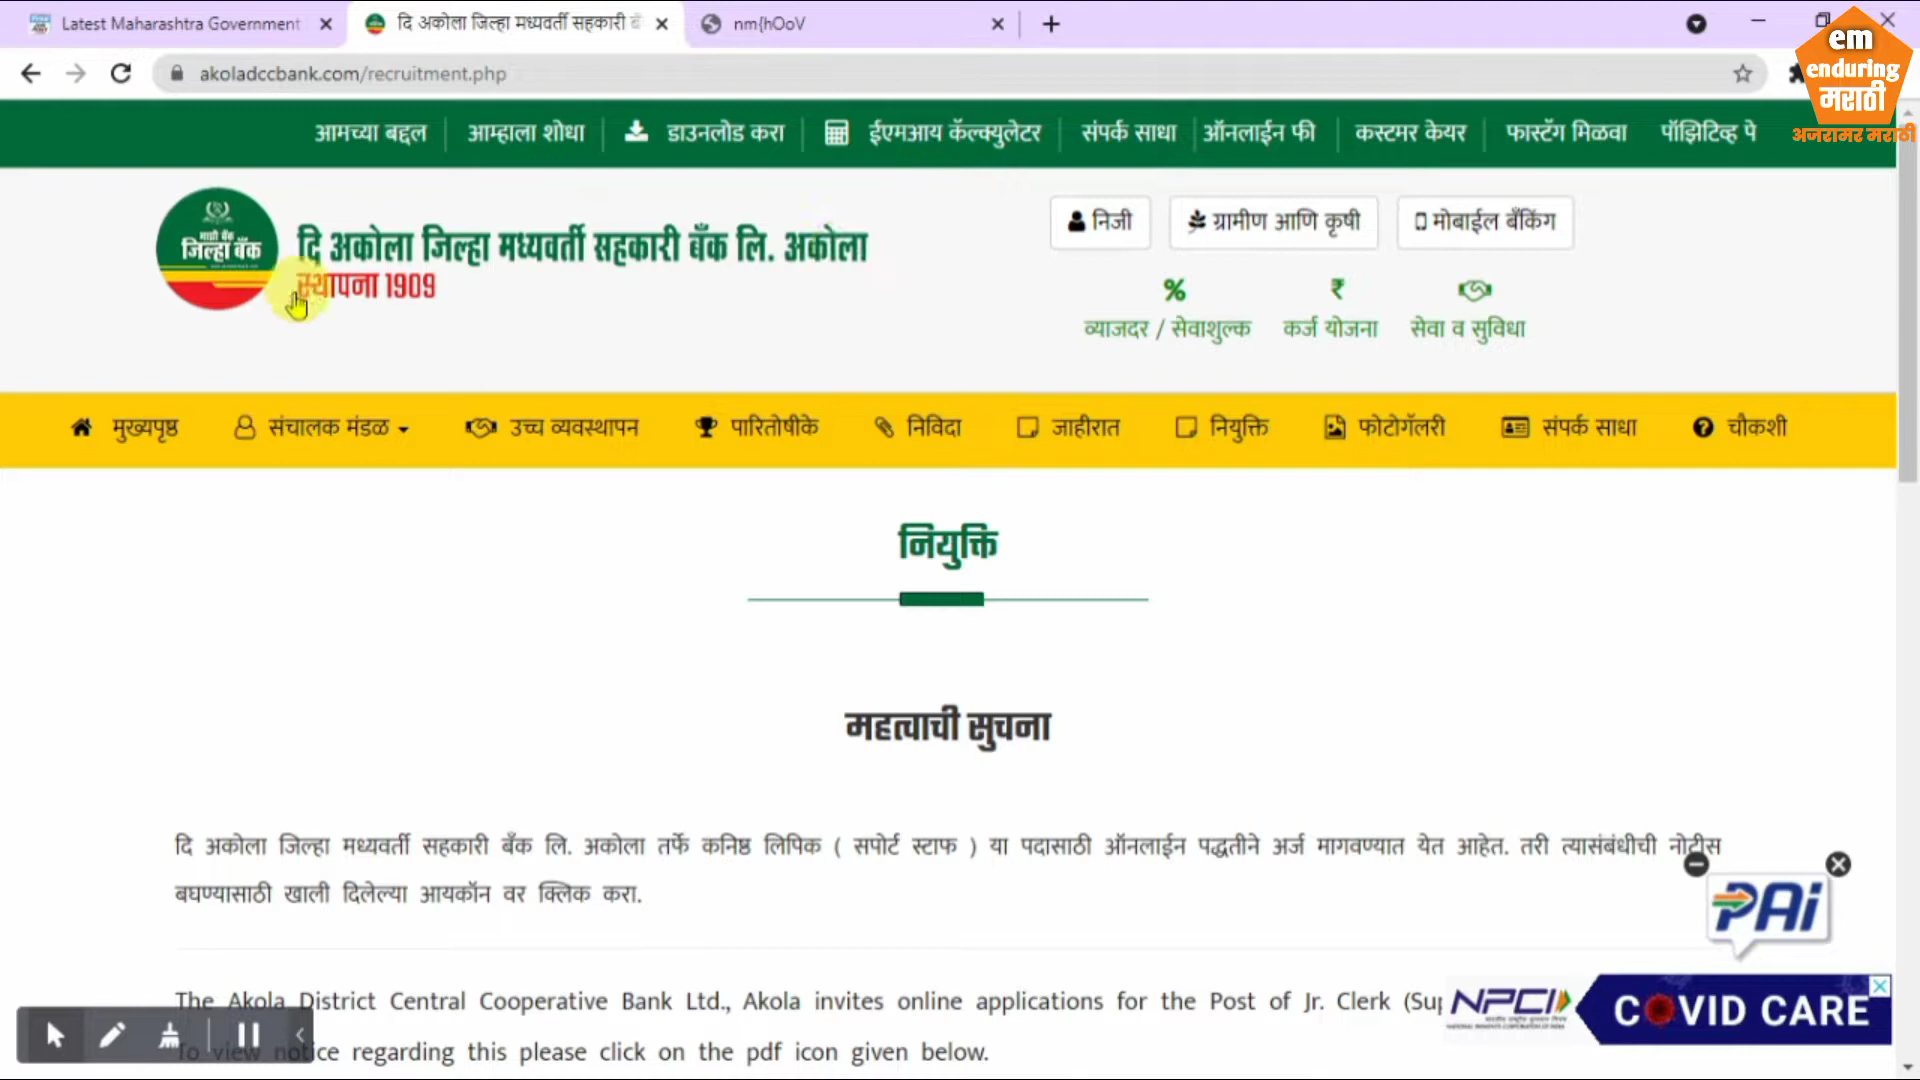 Latest Maharashtra Government
दि अकोला जिल्हा मध्यवर्ती सहकारी बँ
nm{hOoV
akoladccbank.com/recruitment.php
em
enduring
मराठी
अजरामर मराठी
आमच्या बद्दल
आम्हाला शोधा
डाउनलोड करा
ईएमआय कॅल्क्युलेटर
संपर्क साधा
ऑनलाईन फी
कस्टमर केयर
फास्टॅग मिळवा
पॉझिटिव्ह पे
माझी बँक
जिल्हा बँक
दि अकोला जिल्हा मध्यवर्ती सहकारी बँक लि. अकोला
स्थापना 1909
निजी
ग्रामीण आणि कृषी
मोबाईल बँकिंग
% ₹
व्याजदर / सेवाशुल्क
कर्ज योजना
सेवा व सुविधा
मुख्यपृष्ठ
संचालक मंडळ
उच्च व्यवस्थापन
पारितोषीके
निविदा
जाहीरात
नियुक्ति
फोटोगॅलरी
संपर्क साधा
चौकशी
नियुक्ति
महत्वाची सुचना
दि अकोला जिल्हा मध्यवर्ती सहकारी बँक लि. अकोला तर्फे कनिष्ठ लिपिक ( सपोर्ट स्टाफ ) या पदासाठी ऑनलाईन पद्धतीने अर्ज मागवण्यात येत आहेत. तरी त्यासंबंधीची नोटीस
बघण्यासाठी खाली दिलेल्या आयकॉन वर क्लिक करा.
PAi
The Akola District Central Cooperative Bank Ltd., Akola invites online applications for the Post of Jr. Clerk (Sup
To view notice regarding this please click on the pdf icon given below.
NPCI
COVID CARE